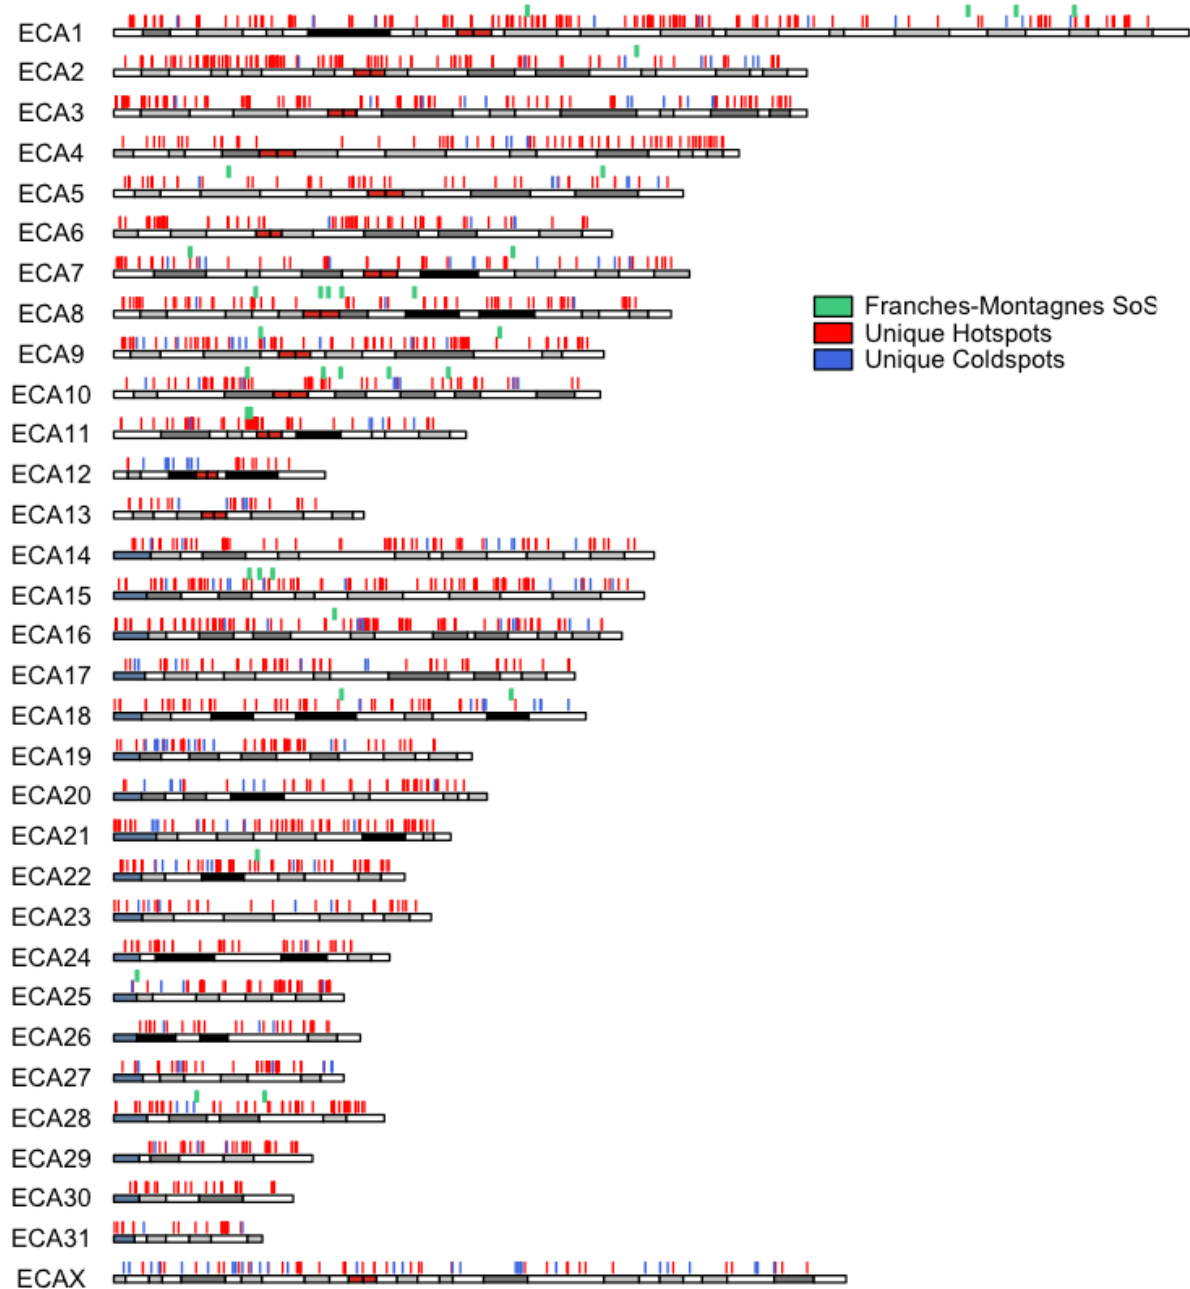 ECA1
ECA2
ECA3
ECA4
ECA5
ECA6
ECA7
ECA8
Franches-Montagnes SoS
Unique Hotspots
ECA9
Unique Coldspots
ECA10
ECA11
ECA12
ECA13
ECA14
ECA15
ECA16
ECA17
ECA18
ECA19
ECA20
ECA21
ECA22
ECA23
ECA24
ECA25
ECA26
ECA27
ECA28
ECA29
ECA30
ECA31
ECAX